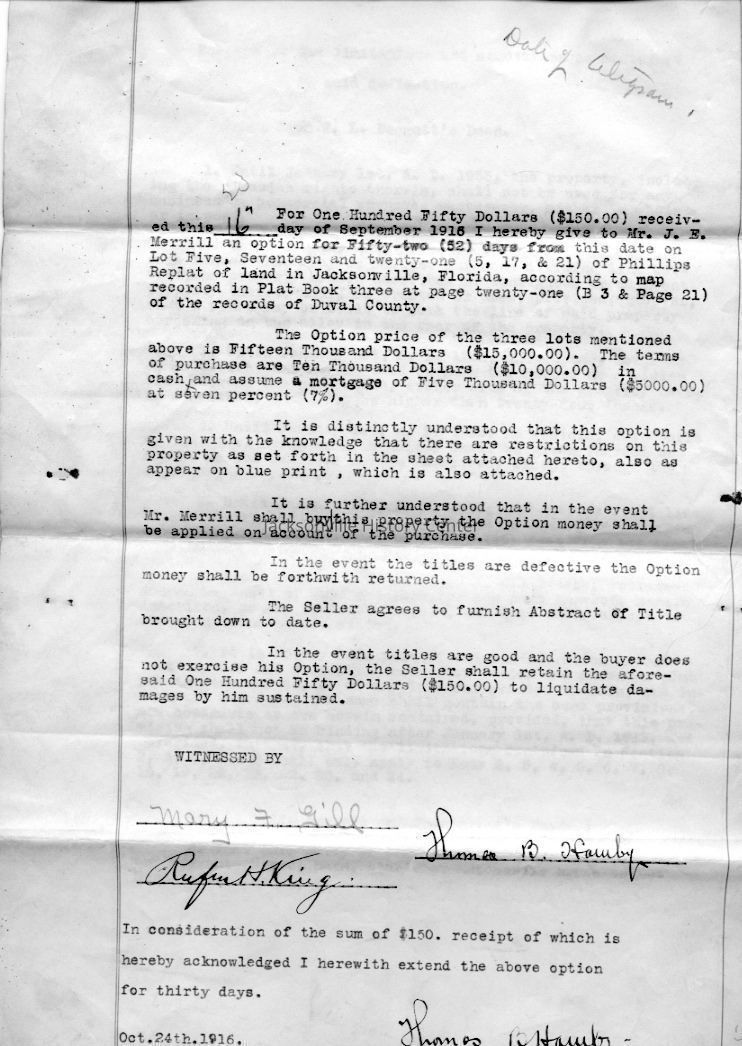 Date of telegram.
For One Hundred Fifty Dollars ($150.00) receiv-
ed this 16" day of September 1916 I hereby give to Mr. J. E.
Merrill an option for Fifty-two (52) days from this date on
Lot Five, Seventeen and twenty-one (5, 17, & 21) of Phillips
Replat of land in Jacksonville, Florida, according to map
recorded in Plat Book three at page twenty-one (B 3 & Page 21)
of the records of Duval County.
The Option price of the three lots mentioned
above is Fifteen Thousand Dollars ($15,000.00). The terms
of purchase are Ten Thousand Dollars ($10,000.00) in
cash,and assume a mortgage of Five Thousand Dollars ($5000.00)
at seven percent (7%).
It is distinctly understood that this option is
given with the knowledge that there are restrictions on this
property as set forth in the sheet attached hereto, also as
appear on blue print , which is also attached.
It is further understood that in the event
Mr. Merrill shall buy this property the Option money shall
Jacksonville History Center
be applied on account of the purchase.
In the event the titles are defective the Option
money shall be forthwith returned.
The Seller agrees to furnish Abstract of Title
brought down to date.
In the event titles are good and the buyer does
not exercise his Option, the Seller shall retain the afore-
said One Hundred Fifty Dollars ($150.00) to liquidate da-
mages by him sustained.
WITNESSED BY
Mary F Gill
Thomas B. Hamby
Rufus H. King
In consideration of the sum of $150. receipt of which is
hereby acknowledged I herewith extend the above option
for thirty days.
Oct.24th.1916. Thomas B Hamby